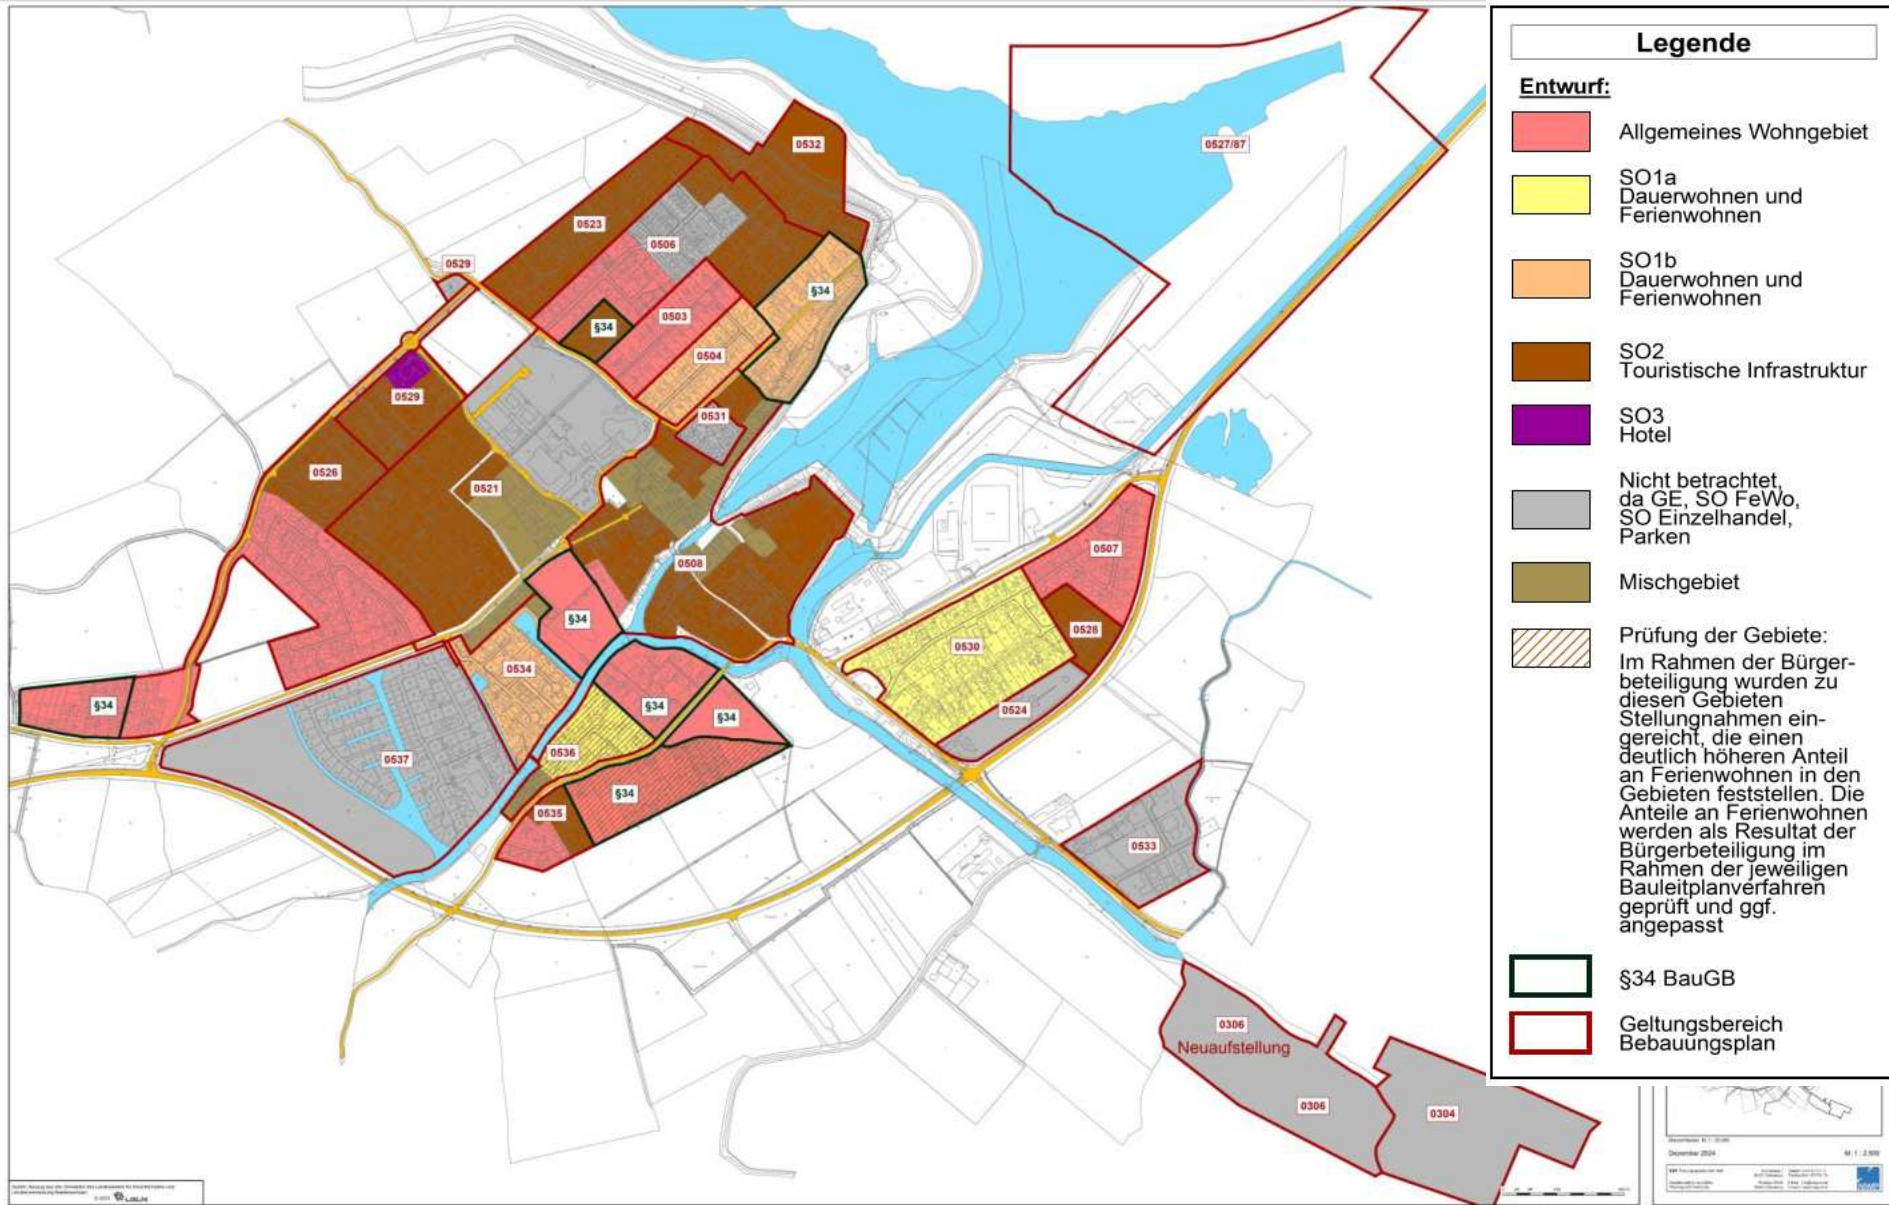 0532
0527/87
0523
0506
0529
§34
0503
§34
0504
0529
0531
0526
0521
0507
0508
§34
0528
0530
0534
§34
§34
§34
0524
0536
0537
§34
0535
0533
0306
Neuaufstellung
0306
0304
Legende
Entwurf:
Allgemeines Wohngebiet
SO1a
Dauerwohnen und
Ferienwohnen
SO1b
Dauerwohnen und
Ferienwohnen
SO2
Touristische Infrastruktur
SO3
Hotel
Nicht betrachtet,
da GE, SO FeWo,
SO Einzelhandel,
Parken
Mischgebiet
Prüfung der Gebiete:
Im Rahmen der Bürger-
beteiligung wurden zu
diesen Gebieten
Stellungnahmen ein-
gereicht, die einen
deutlich höheren Anteil
an Ferienwohnen in den
Gebieten feststellen. Die
Anteile an Ferienwohnen
werden als Resultat der
Bürgerbeteiligung im
Rahmen der jeweiligen
Bauleitplanverfahren
geprüft und ggf.
angepasst
§34 BauGB
Geltungsbereich
Bebauungsplan
Dezember 2024
M. 1 : 2.500
LGLN